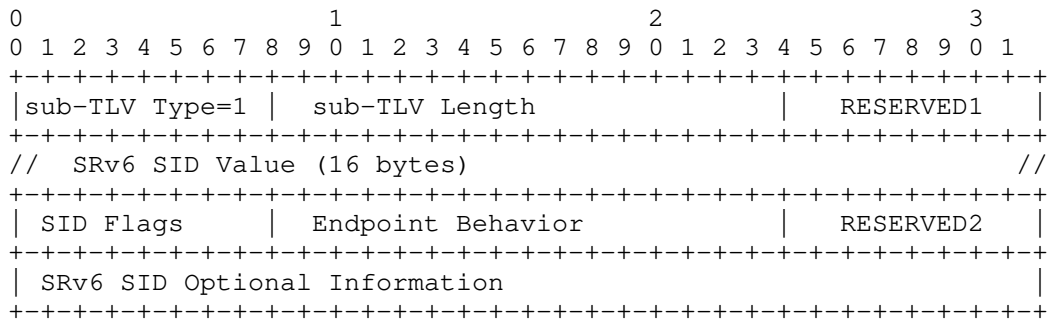 0                   1                   2                   3
0 1 2 3 4 5 6 7 8 9 0 1 2 3 4 5 6 7 8 9 0 1 2 3 4 5 6 7 8 9 0 1
+-+-+-+-+-+-+-+-+-+-+-+-+-+-+-+-+-+-+-+-+-+-+-+-+-+-+-+-+-+-+-+-+
|sub-TLV Type=1 |  sub-TLV Length               |   RESERVED1   |
+-+-+-+-+-+-+-+-+-+-+-+-+-+-+-+-+-+-+-+-+-+-+-+-+-+-+-+-+-+-+-+-+
//  SRv6 SID Value (16 bytes)                                  //
+-+-+-+-+-+-+-+-+-+-+-+-+-+-+-+-+-+-+-+-+-+-+-+-+-+-+-+-+-+-+-+-+
| SID Flags     |  Endpoint Behavior            |   RESERVED2   |
+-+-+-+-+-+-+-+-+-+-+-+-+-+-+-+-+-+-+-+-+-+-+-+-+-+-+-+-+-+-+-+-+
| SRv6 SID Optional Information                                 |
+-+-+-+-+-+-+-+-+-+-+-+-+-+-+-+-+-+-+-+-+-+-+-+-+-+-+-+-+-+-+-+-+